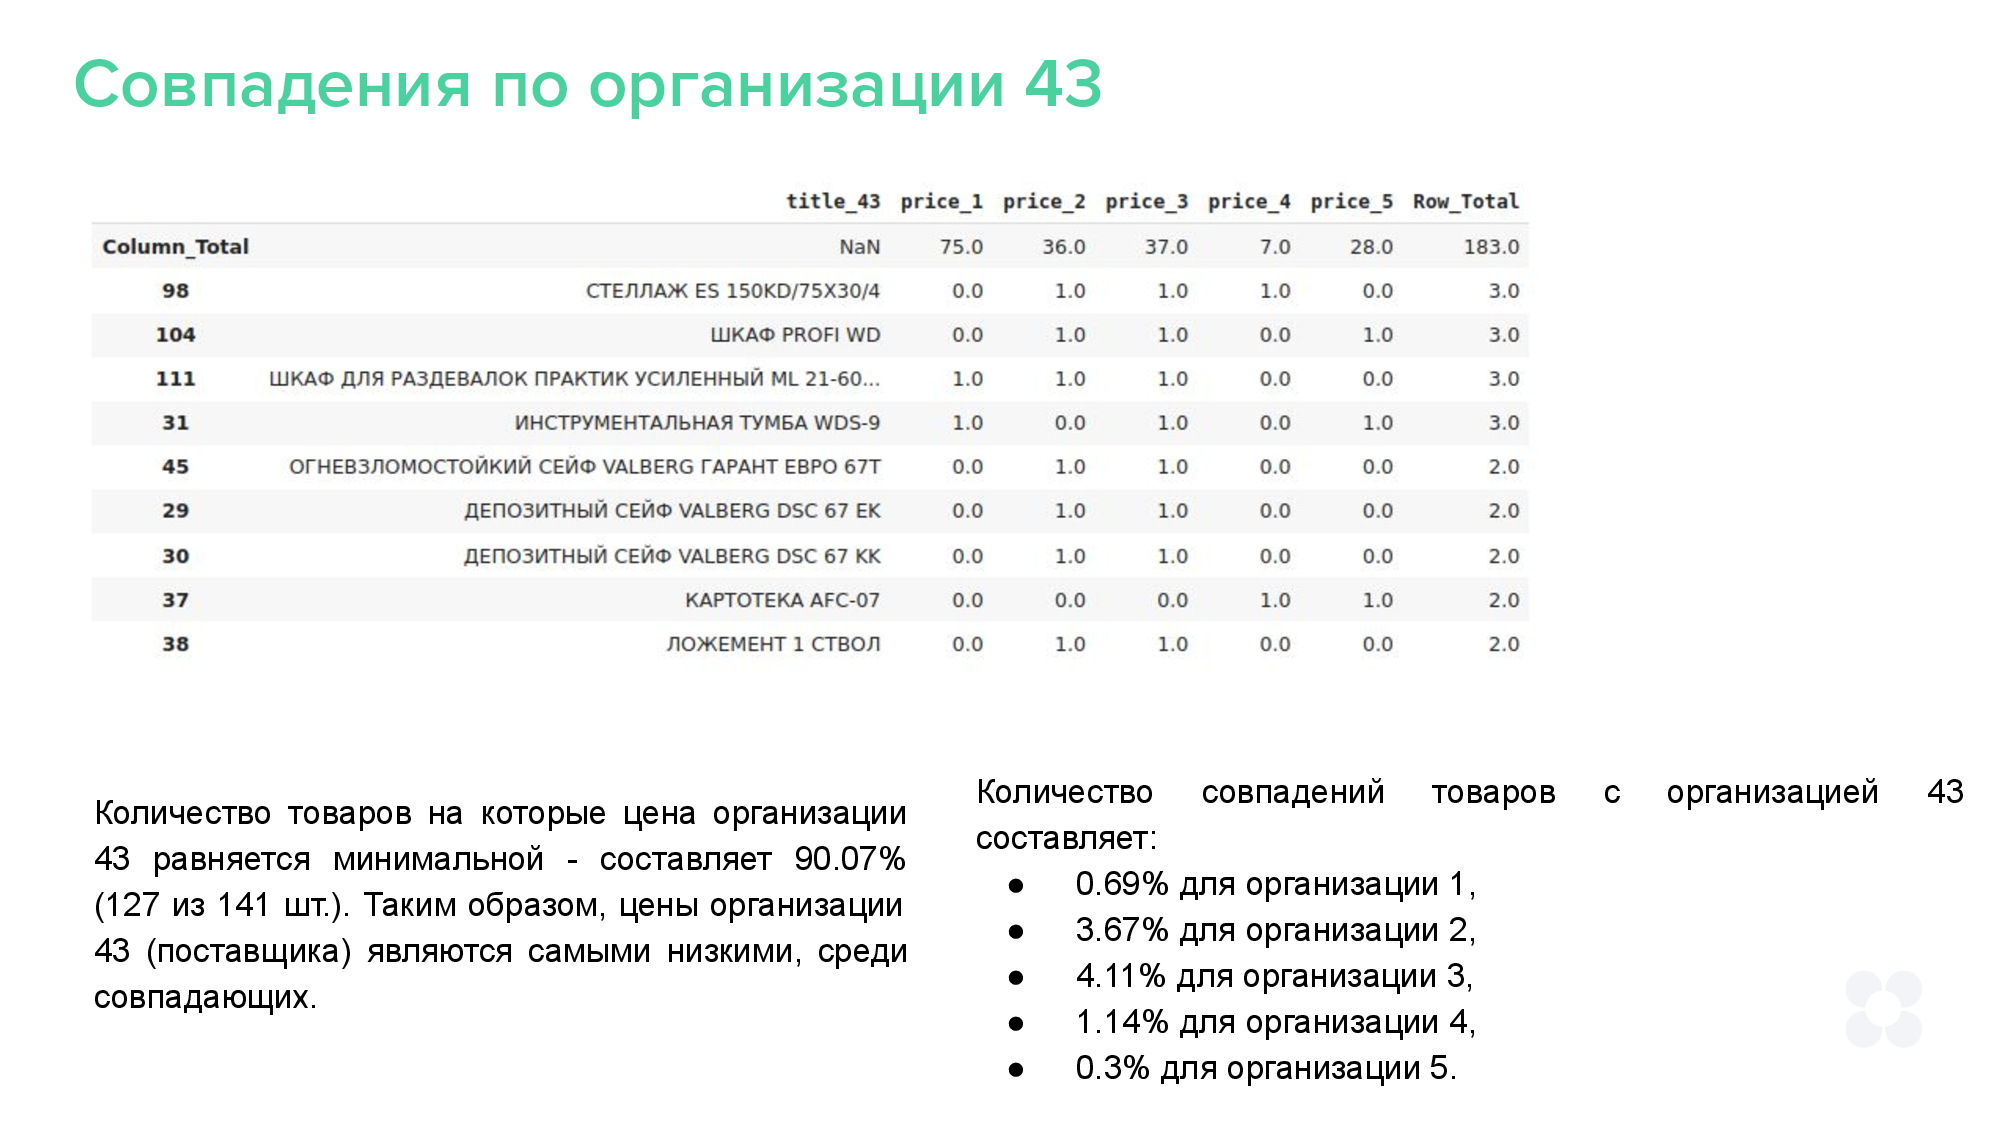 Совпадения по организации 43
title_43 price_1 price_2 price_3 price_4 price_5 Row_Total
Column_Total NaN 75.0 36.0 37.0 7.0 28.0 183.0
98 СТЕЛЛАЖ ES 150KD/75X30/4 0.0 1.0 1.0 1.0 0.0 3.0
104 ШКАФ PROFI WD 0.0 1.0 1.0 0.0 1.0 3.0
111 ШКАФ ДЛЯ РАЗДЕВАЛОК ПРАКТИК УСИЛЕННЫЙ ML 21-60... 1.0 1.0 1.0 0.0 0.0 3.0
31 ИНСТРУМЕНТАЛЬНАЯ ТУМБА WDS-9 1.0 0.0 1.0 0.0 1.0 3.0
45 ОГНЕВЗЛОМОСТОЙКИЙ СЕЙФ VALBERG ГАРАНТ ЕВРО 67Т 0.0 1.0 1.0 0.0 0.0 2.0
29 ДЕПОЗИТНЫЙ СЕЙФ VALBERG DSC 67 EK 0.0 1.0 1.0 0.0 0.0 2.0
30 ДЕПОЗИТНЫЙ СЕЙФ VALBERG DSC 67 KK 0.0 1.0 1.0 0.0 0.0 2.0
37 КАРТОТЕКА AFC-07 0.0 0.0 0.0 1.0 1.0 2.0
38 ЛОЖЕМЕНТ 1 СТВОЛ 0.0 1.0 1.0 0.0 0.0 2.0
Количество товаров на которые цена организации
43 равняется минимальной - составляет 90.07%
(127 из 141 шт.). Таким образом, цены организации
43 (поставщика) являются самыми низкими, среди
совпадающих.
Количество совпадений товаров с организацией 43
составляет:
● 0.69% для организации 1,
● 3.67% для организации 2,
● 4.11% для организации 3,
● 1.14% для организации 4,
● 0.3% для организации 5.